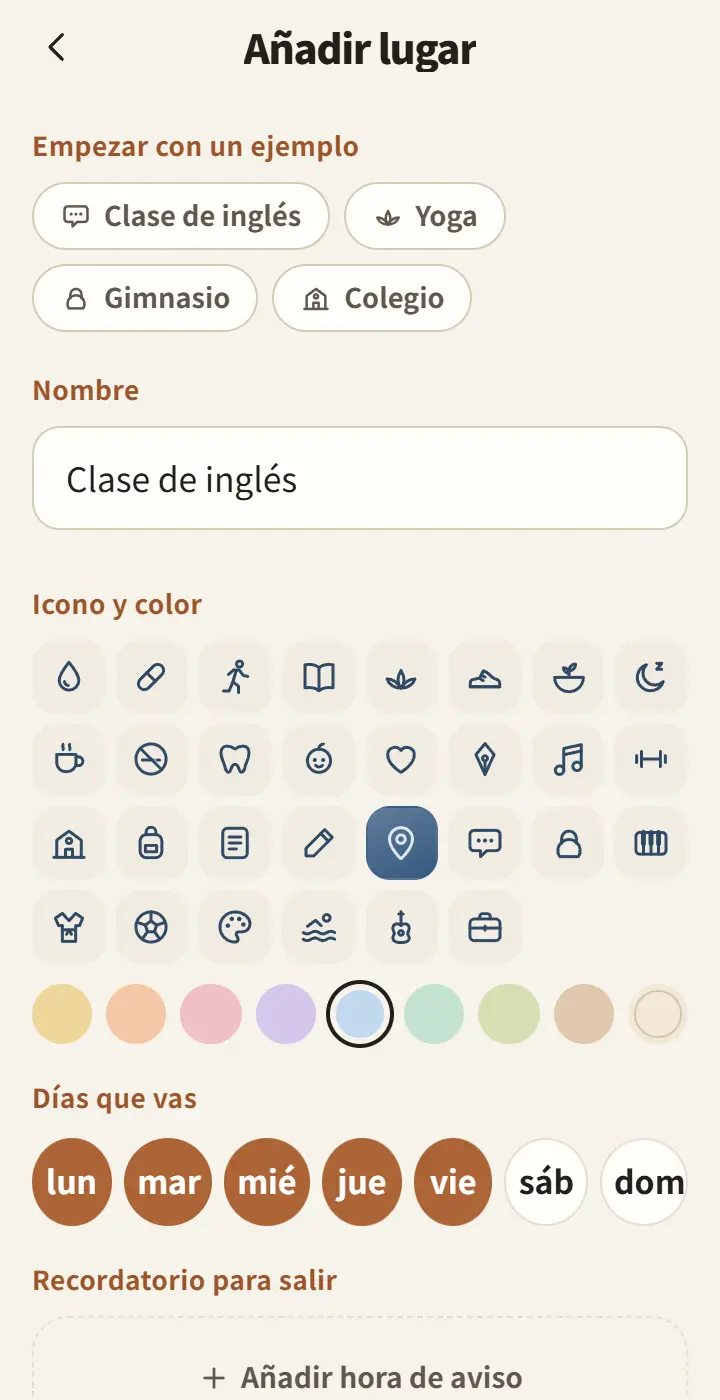 Añadir lugar
Empezar con un ejemplo
Clase de inglés
Yoga
Gimnasio
Colegio
Nombre
Clase de inglés
Icono y color
Días que vas
lun mar mié jue vie sáb dom
Recordatorio para salir
+ Añadir hora de aviso